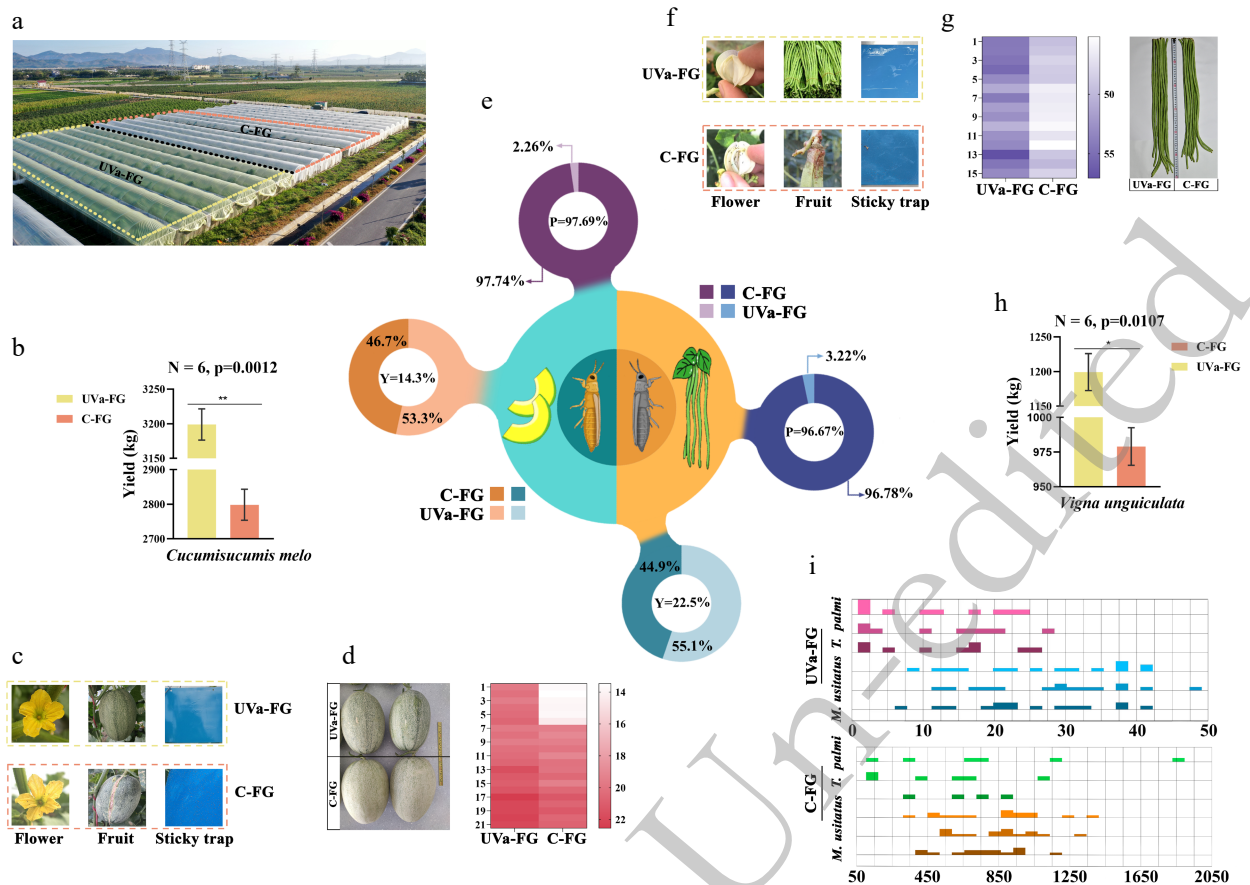 a
C-FG
UVa-FG
b
N = 6, p=0.0012
UVa-FG
C-FG
**
Yield (kg)
3250
3200
3150
2900
2800
2700
Cucumisucumis melo
c
UVa-FG
C-FG
Flower Fruit Sticky trap
d
UVa-FG
C-FG
1
3
5
7
9
11
13
15
17
19
21
UVa-FG C-FG
14
16
18
20
22
e
2.26%
P=97.69%
97.74%
46.7%
Y=14.3%
53.3%
C-FG
UVa-FG
3.22%
P=96.67%
96.78%
C-FG
UVa-FG
44.9%
Y=22.5%
55.1%
f
UVa-FG
C-FG
Flower Fruit Sticky trap
g
1
3
5
7
9
11
13
15
UVa-FG C-FG
50
55
UVa-FG C-FG
h
N = 6, p=0.0107
C-FG
UVa-FG
*
Yield (kg)
1250
1200
1150
1000
975
950
Vigna unguiculata
i
UVa-FG
T. palmi
M. usitatus
0 10 20 30 40 50
C-FG
T. palmi
M. usitatus
50 450 850 1250 1650 2050
Un-edited